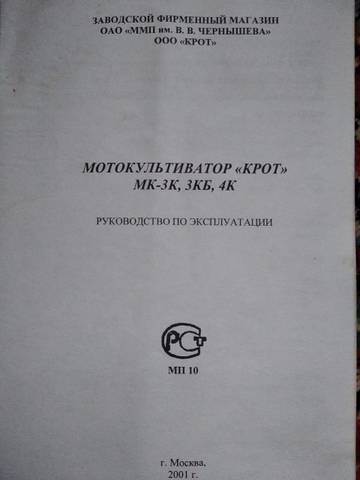 ЗАВОДСКОЙ ФИРМЕННЫЙ МАГАЗИН
ОАО «ММП им. В. В. ЧЕРНЫШЕВА»
ООО «КРОТ»
МОТОКУЛЬТИВАТОР «КРОТ»
МК-3К, 3КБ, 4К
РУКОВОДСТВО ПО ЭКСПЛУАТАЦИИ
РСТ
МП 10
г. Москва.
2001 г.